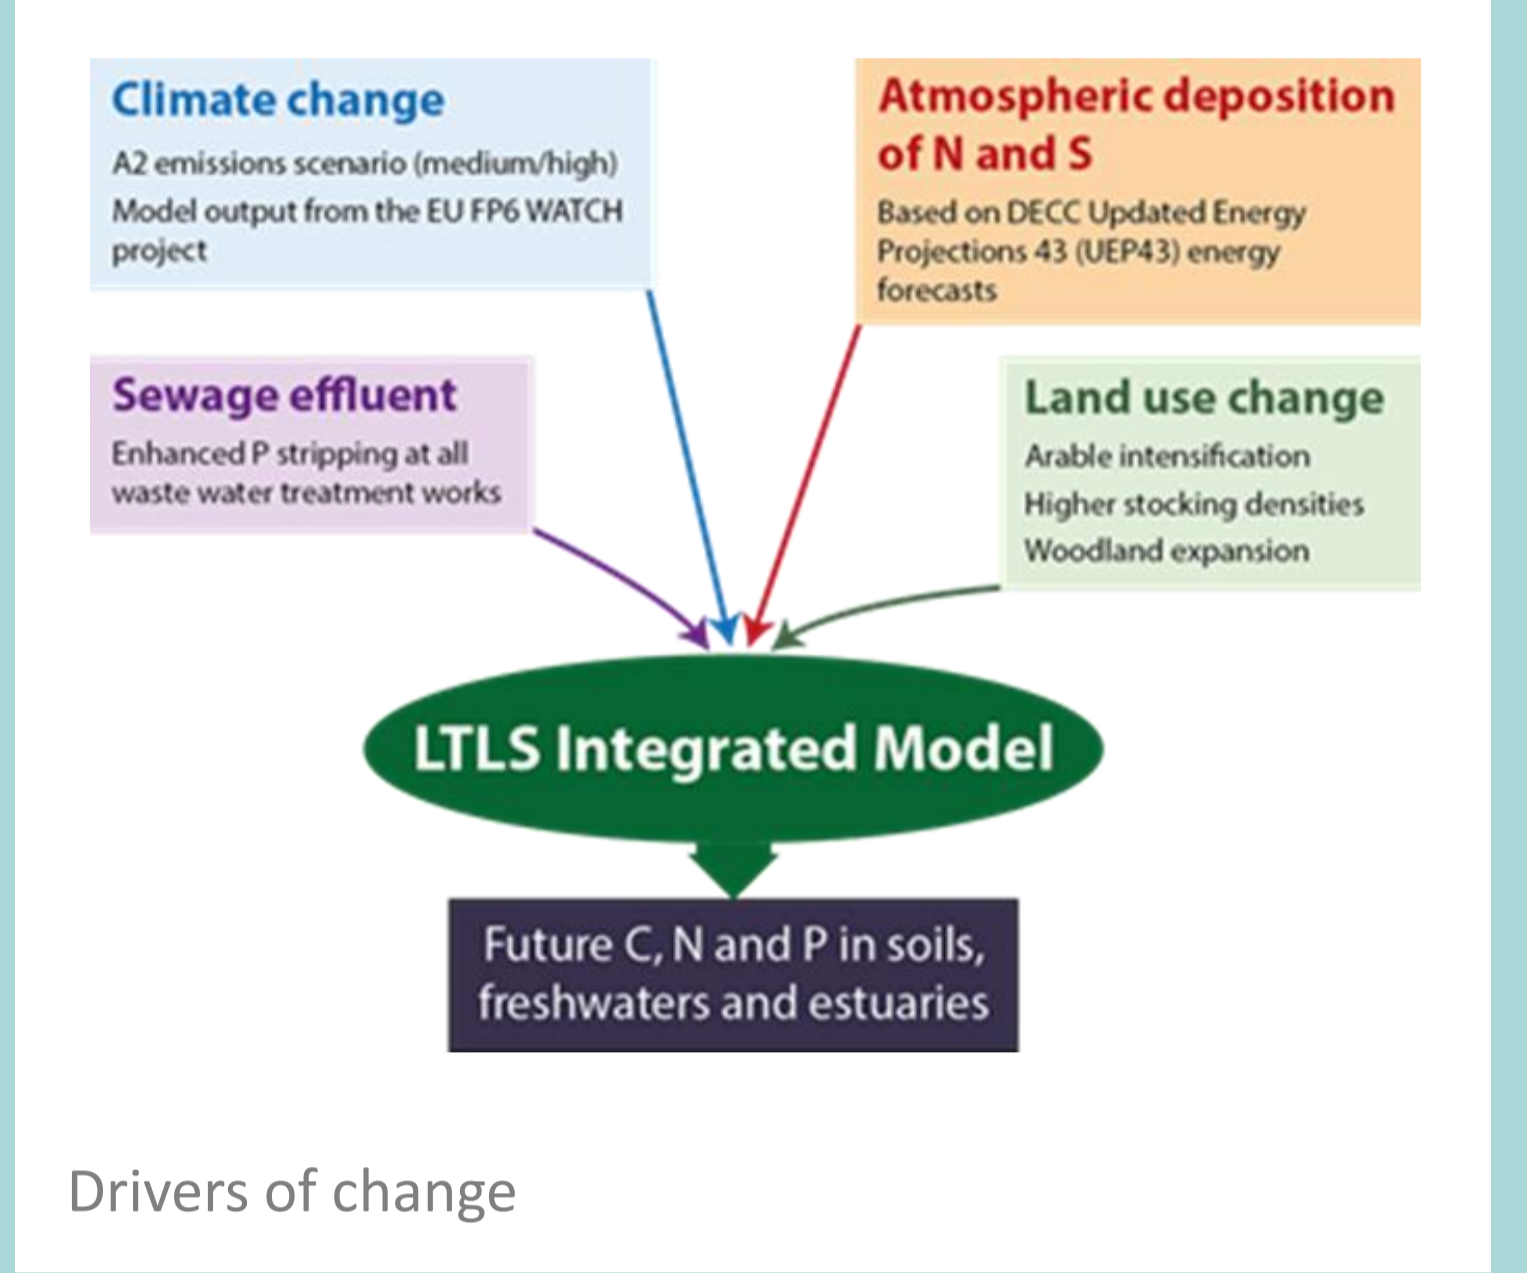 Climate change
A2 emissions scenario (medium/high)
Model output from the EU FP6 WATCH
project
Atmospheric deposition
of N and S
Based on DECC Updated Energy
Projections 43 (UEP43) energy
forecasts
Sewage effluent
Enhanced P stripping at all
waste water treatment works
Land use change
Arable intensification
Higher stocking densities
Woodland expansion
LTLS Integrated Model
Future C, N and P in soils,
freshwaters and estuaries
Drivers of change